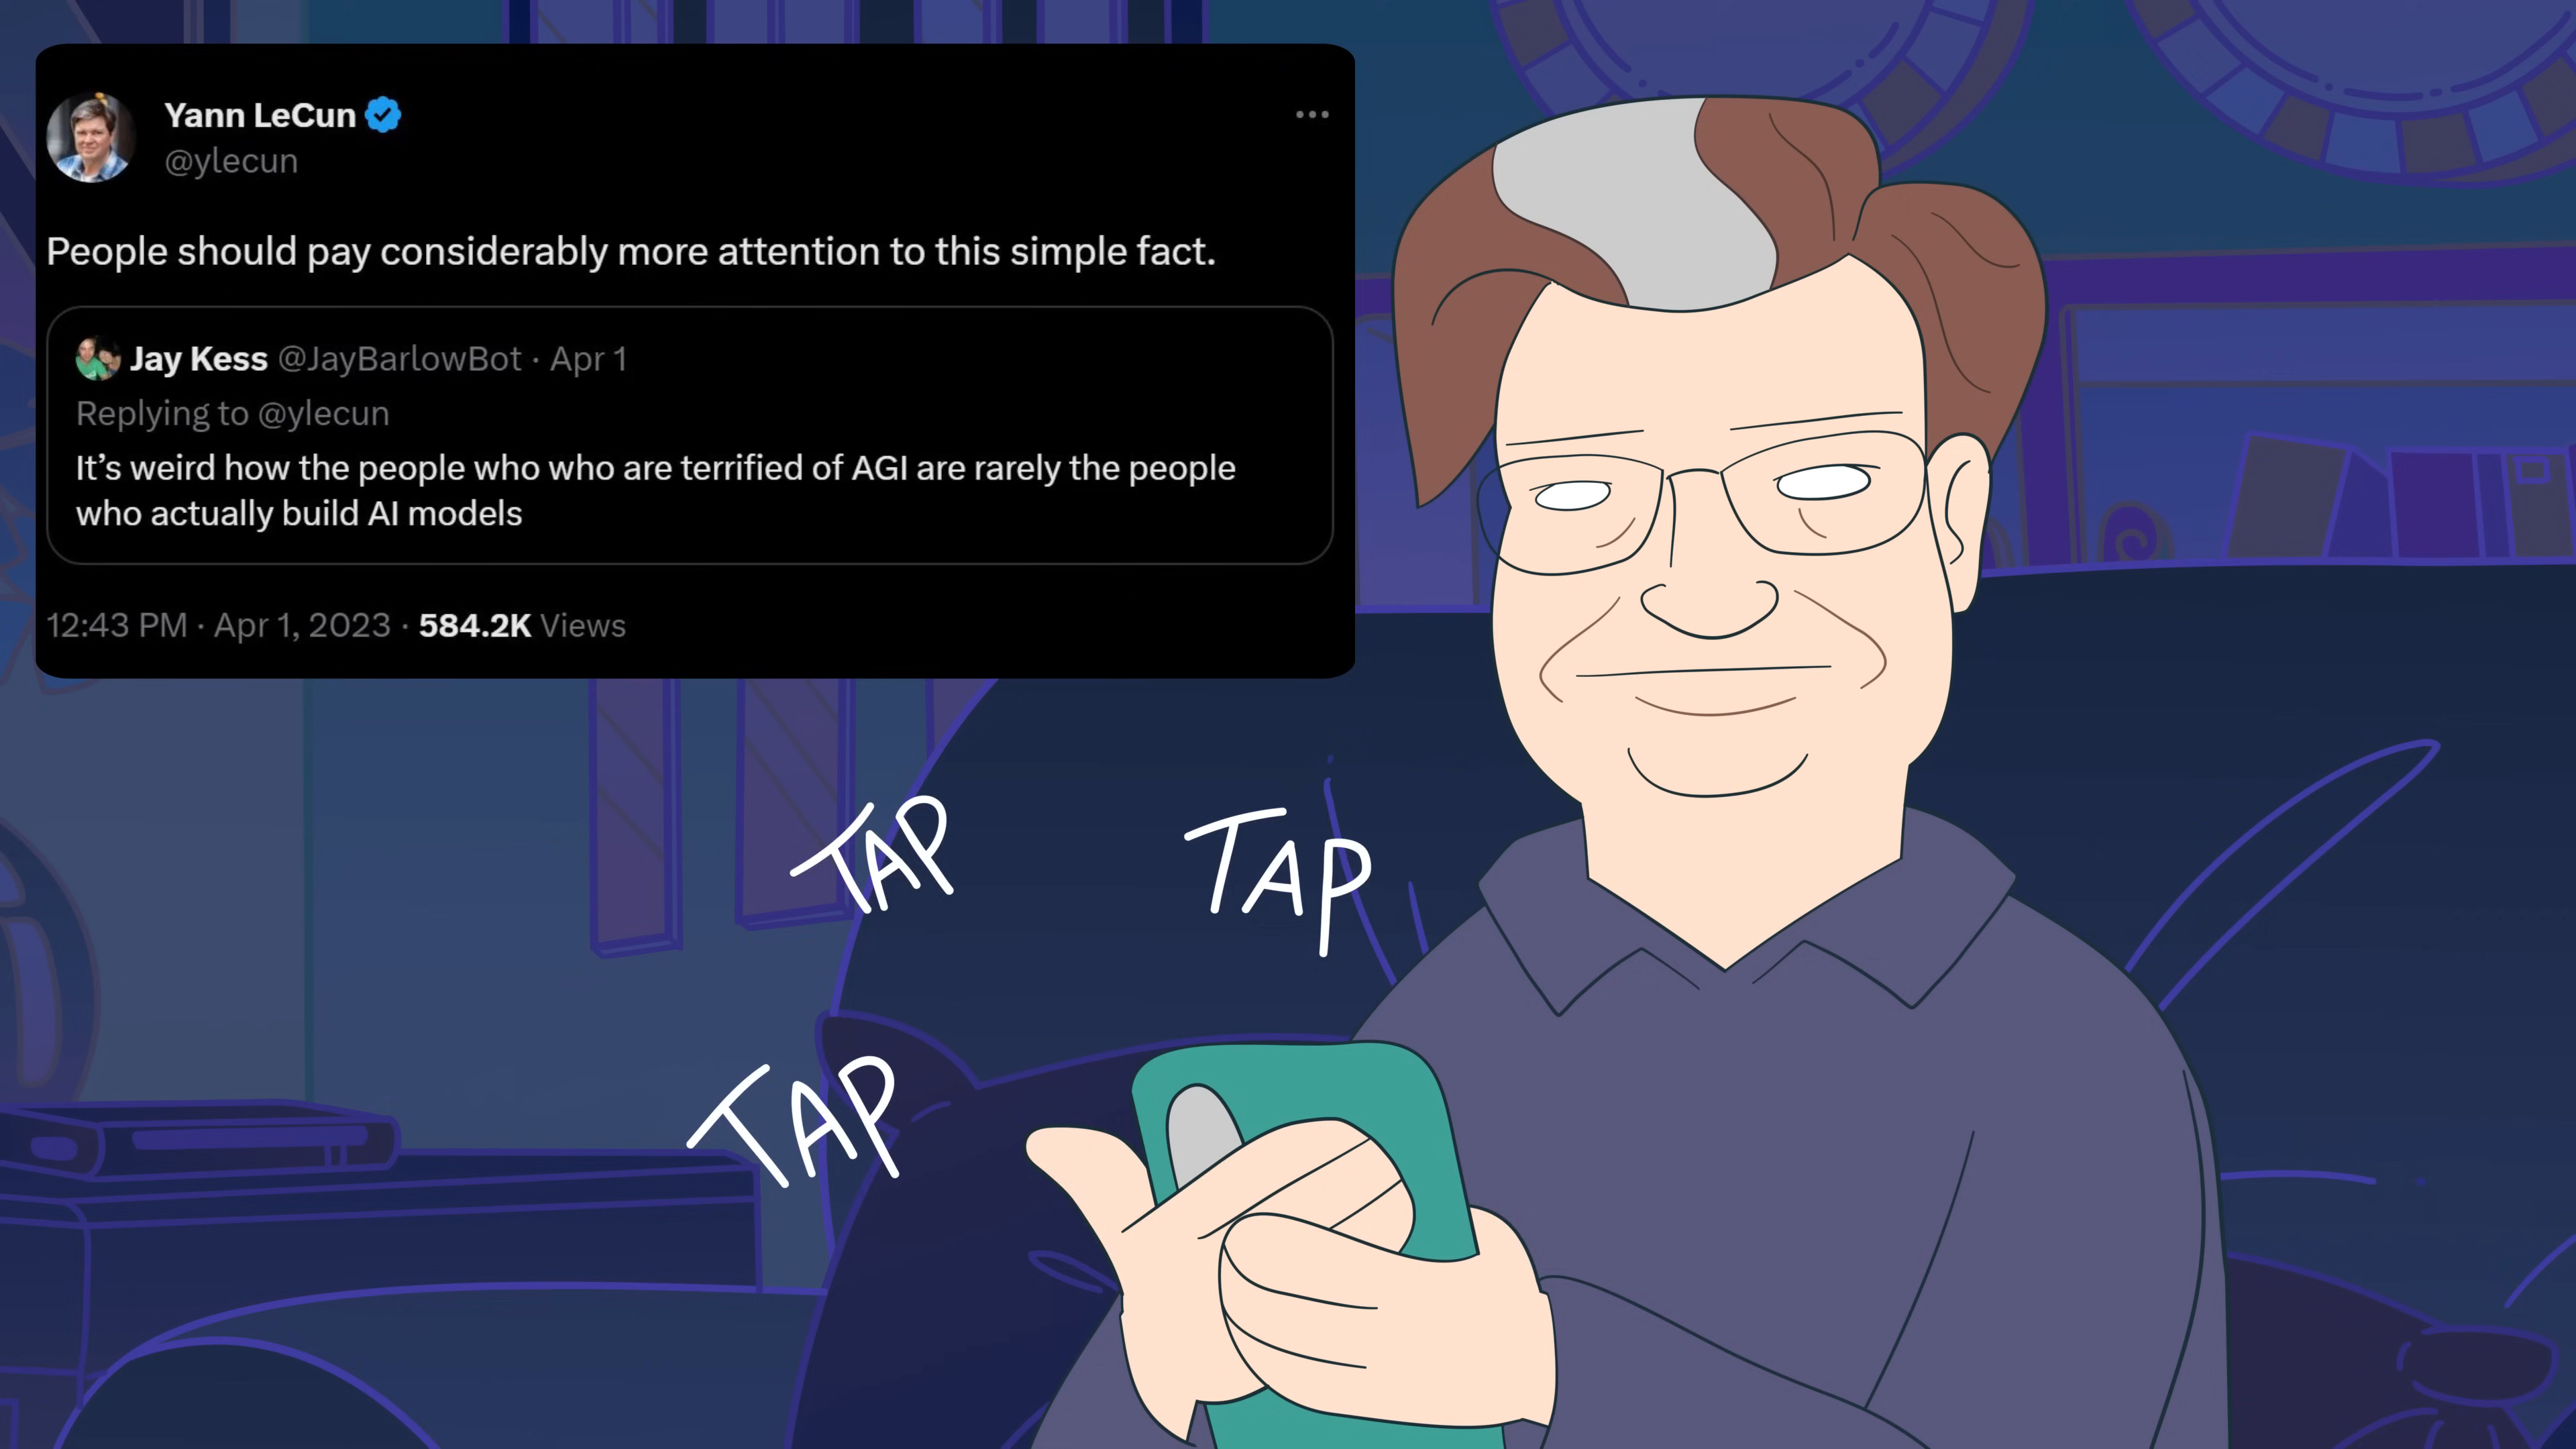 Yann LeCun
@ylecun
People should pay considerably more attention to this simple fact.
Jay Kess @JayBarlowBot · Apr 1
Replying to @ylecun
It’s weird how the people who who are terrified of AGI are rarely the people
who actually build AI models
12:43 PM · Apr 1, 2023 · 584.2K Views
TAP
TAP
TAP